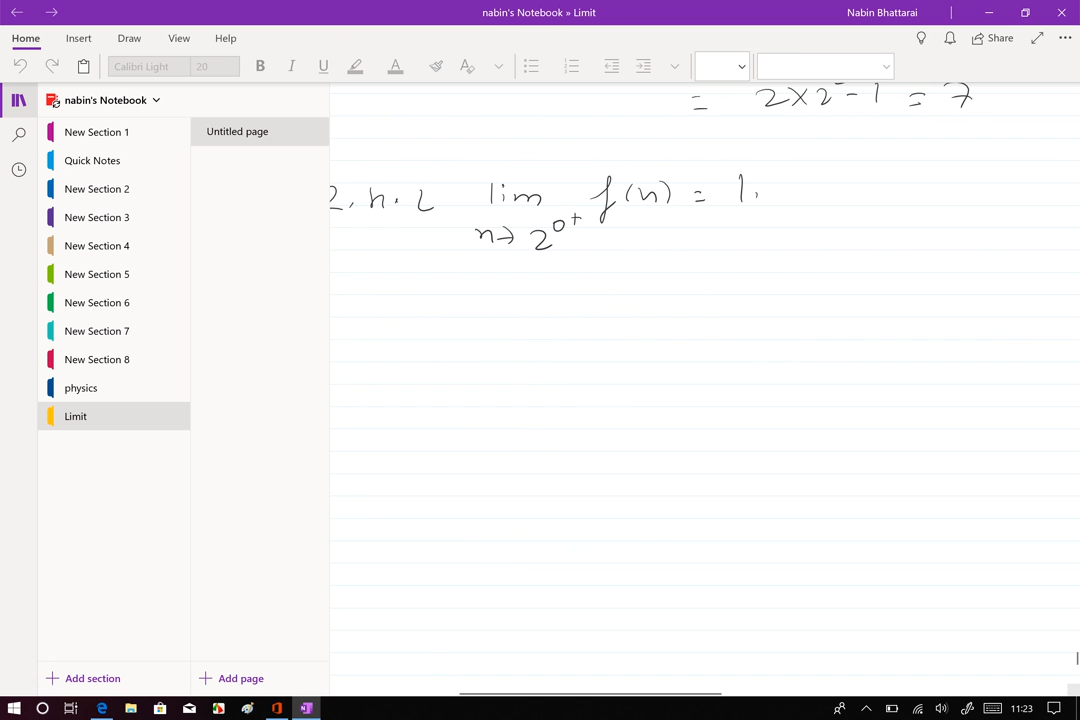 nabin's Notebook » Limit
Nabin Bhattarai
Home Insert Draw View Help
Share
Calibri Light 20 B I U A
nabin's Notebook
New Section 1
Quick Notes
New Section 2
New Section 3
New Section 4
New Section 5
New Section 6
New Section 7
New Section 8
physics
Limit
Untitled page
= 2×2² - 1 = 7
lim f(n) =
n→ 2⁰⁺
+ Add section
+ Add page
11:23